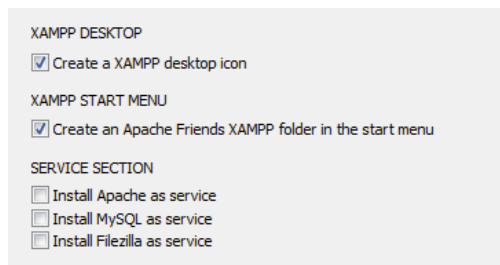 XAMPP DESKTOP
Create a XAMPP desktop icon
XAMPP START MENU
Create an Apache Friends XAMPP folder in the start menu
SERVICE SECTION
Install Apache as service
Install MySQL as service
Install Filezilla as service